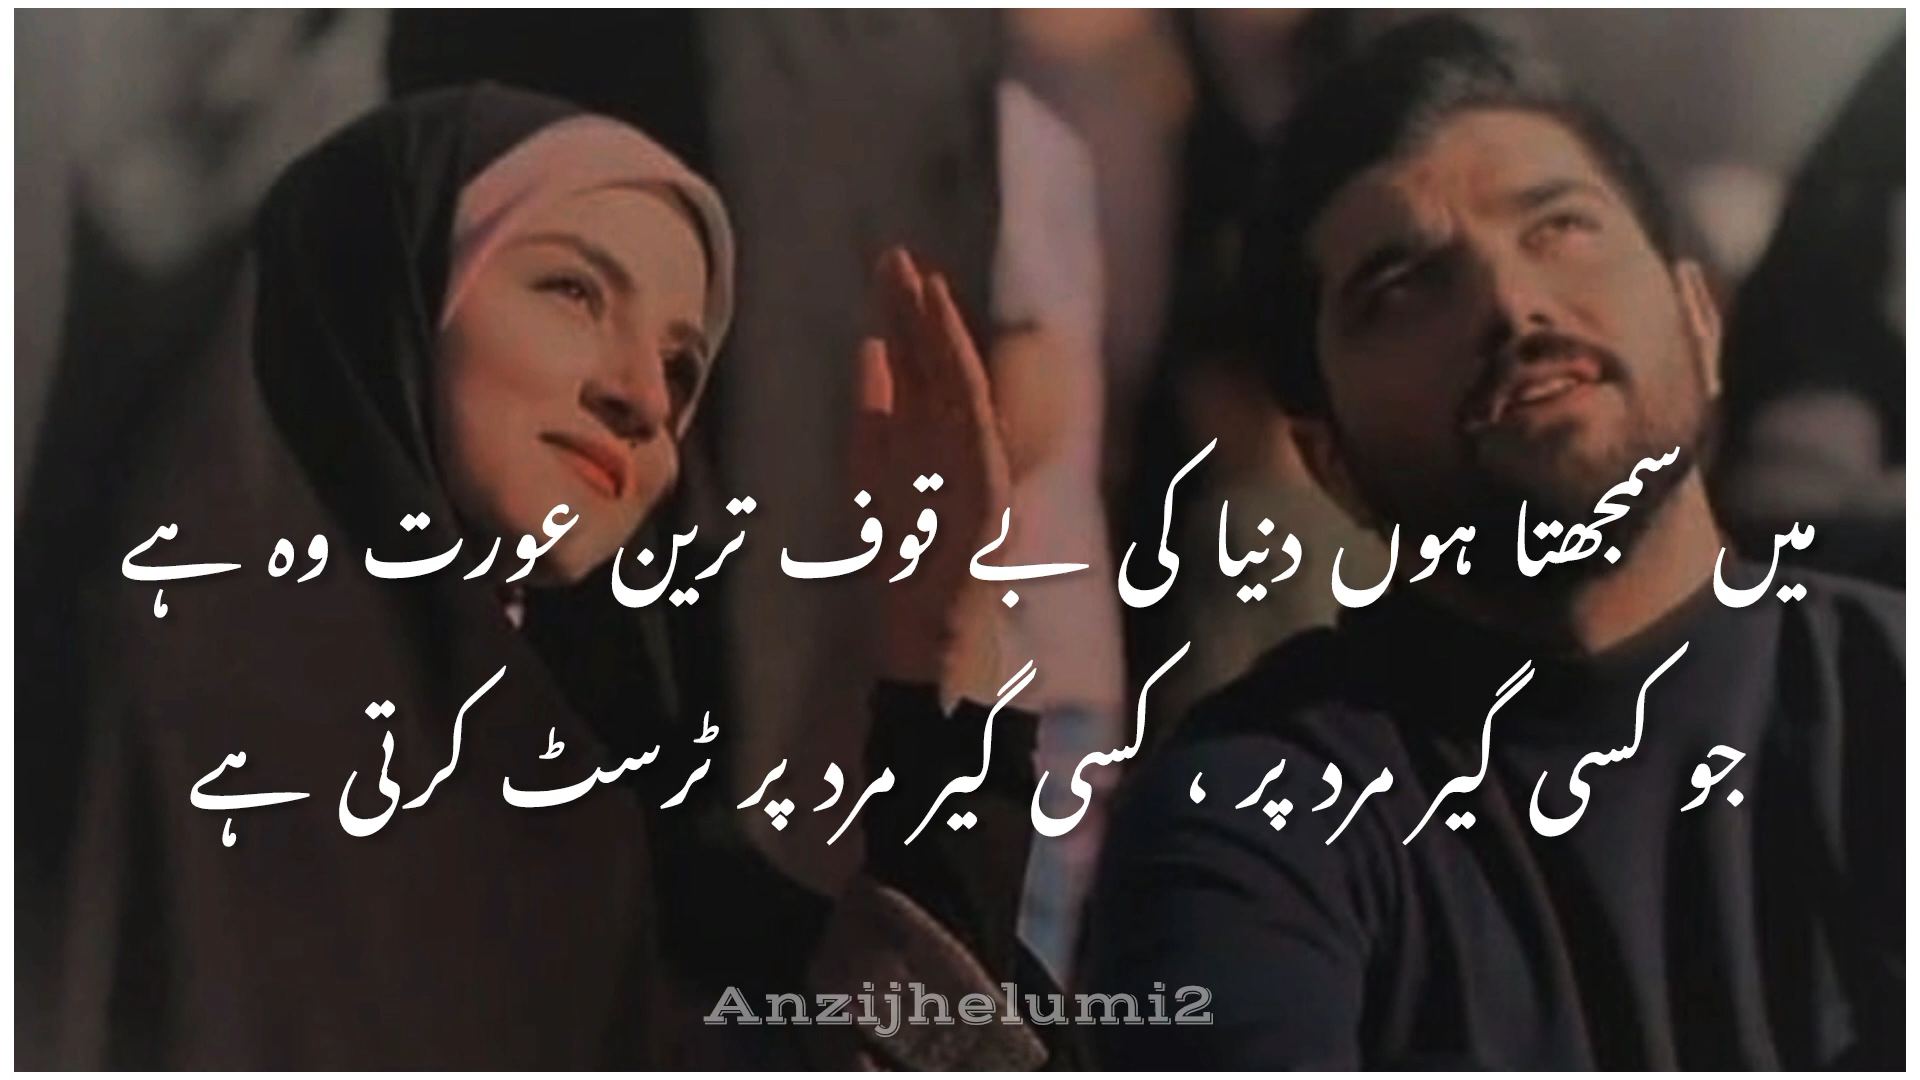 میں سمجھتا ہوں دنیا کی بے قوف ترین عورت وہ ہے
جو کسی گیر مرد پر ، کسی گیر مرد پر ٹرسٹ کرتی ہے
Anzijhelumi2